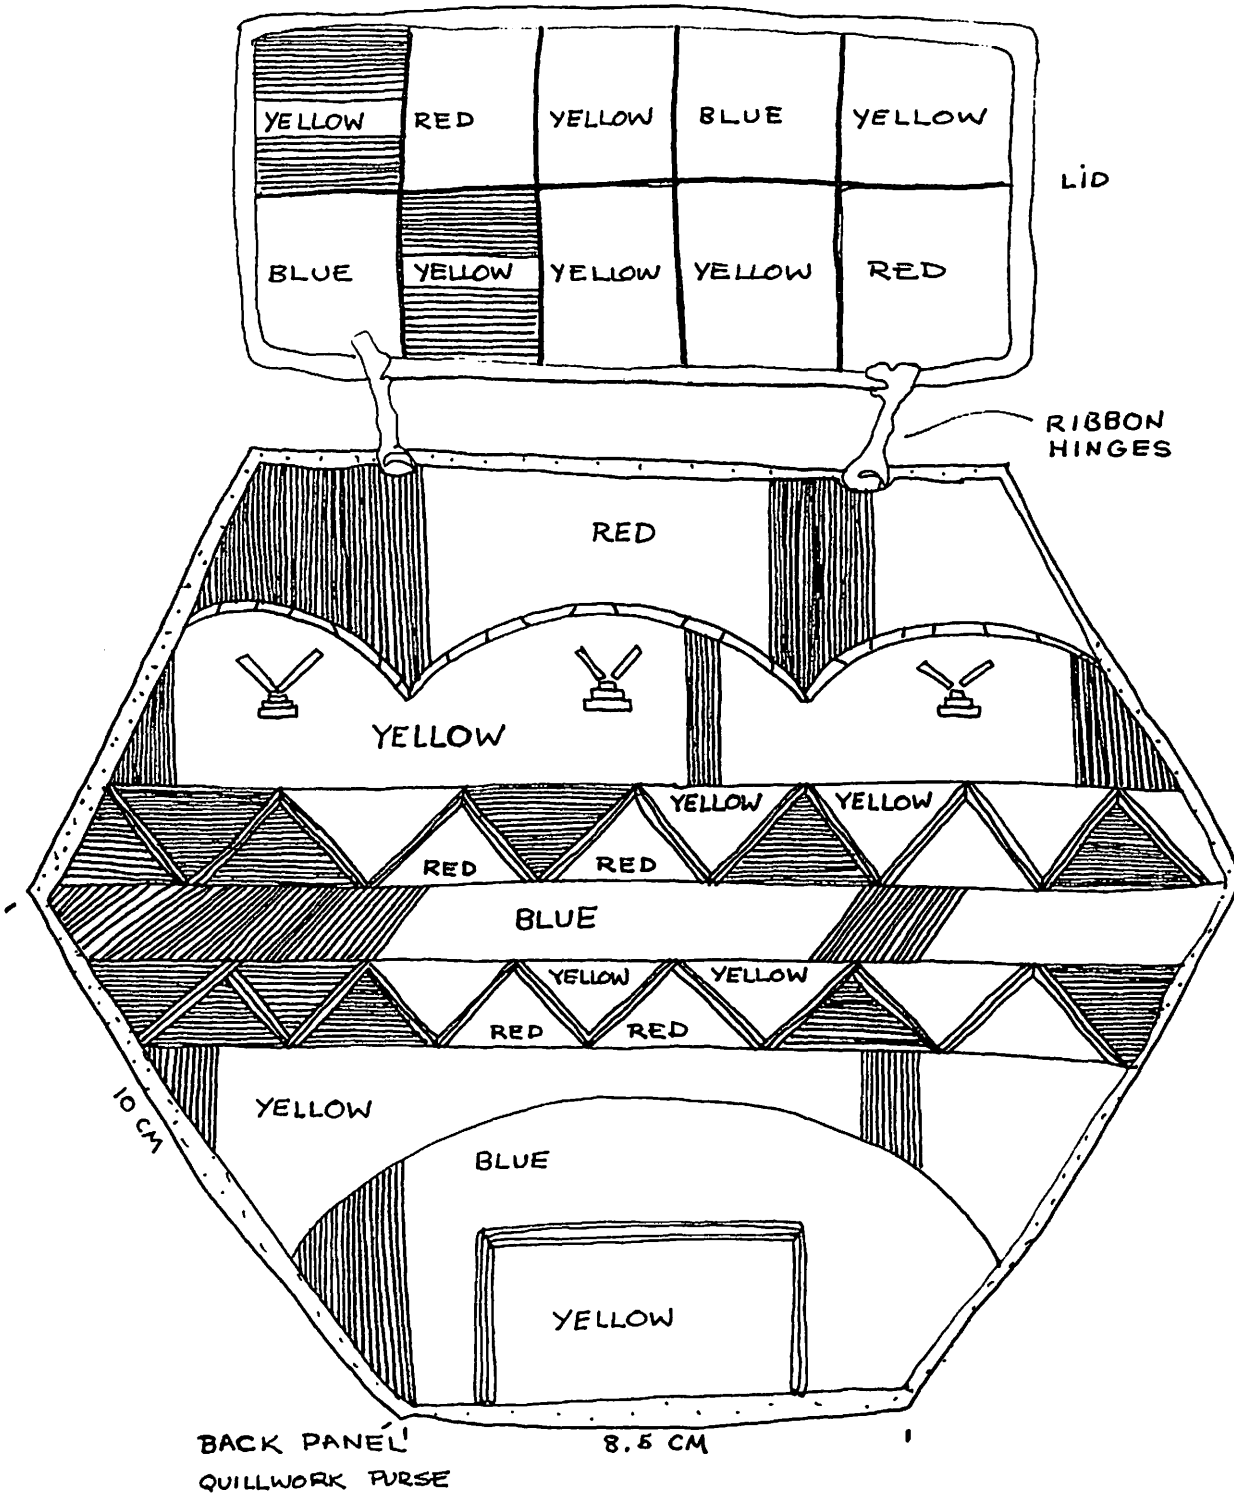 YELLOW RED YELLOW BLUE YELLOW
LiD
BLUE YELLOW YELLOW YELLOW RED
RIBBON
HINGES
RED
YELLOW
YELLOW YELLOW
RED RED
BLUE
YELLOW YELLOW
RED RED
10 CM
YELLOW
BLUE
YELLOW
BACK PANEL
8.5 CM
QUILLWORK PURSE